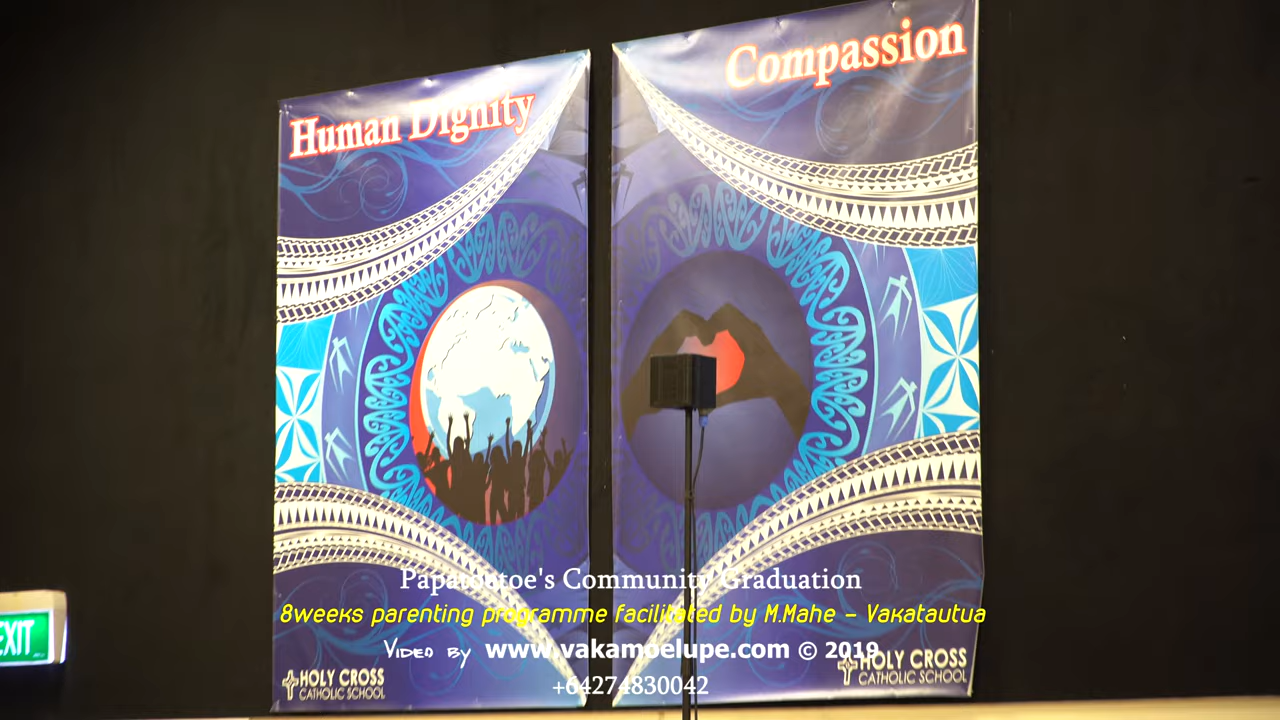 Human Dignity
Compassion
EXIT
Papatoetoe's Community Graduation
8weeks parenting programme facilitated by M.Mahe – Vakatautua
Video by www.vakamoelupe.com © 2019
+64274830042
HOLY CROSS
CATHOLIC SCHOOL
HOLY CROSS
CATHOLIC SCHOOL